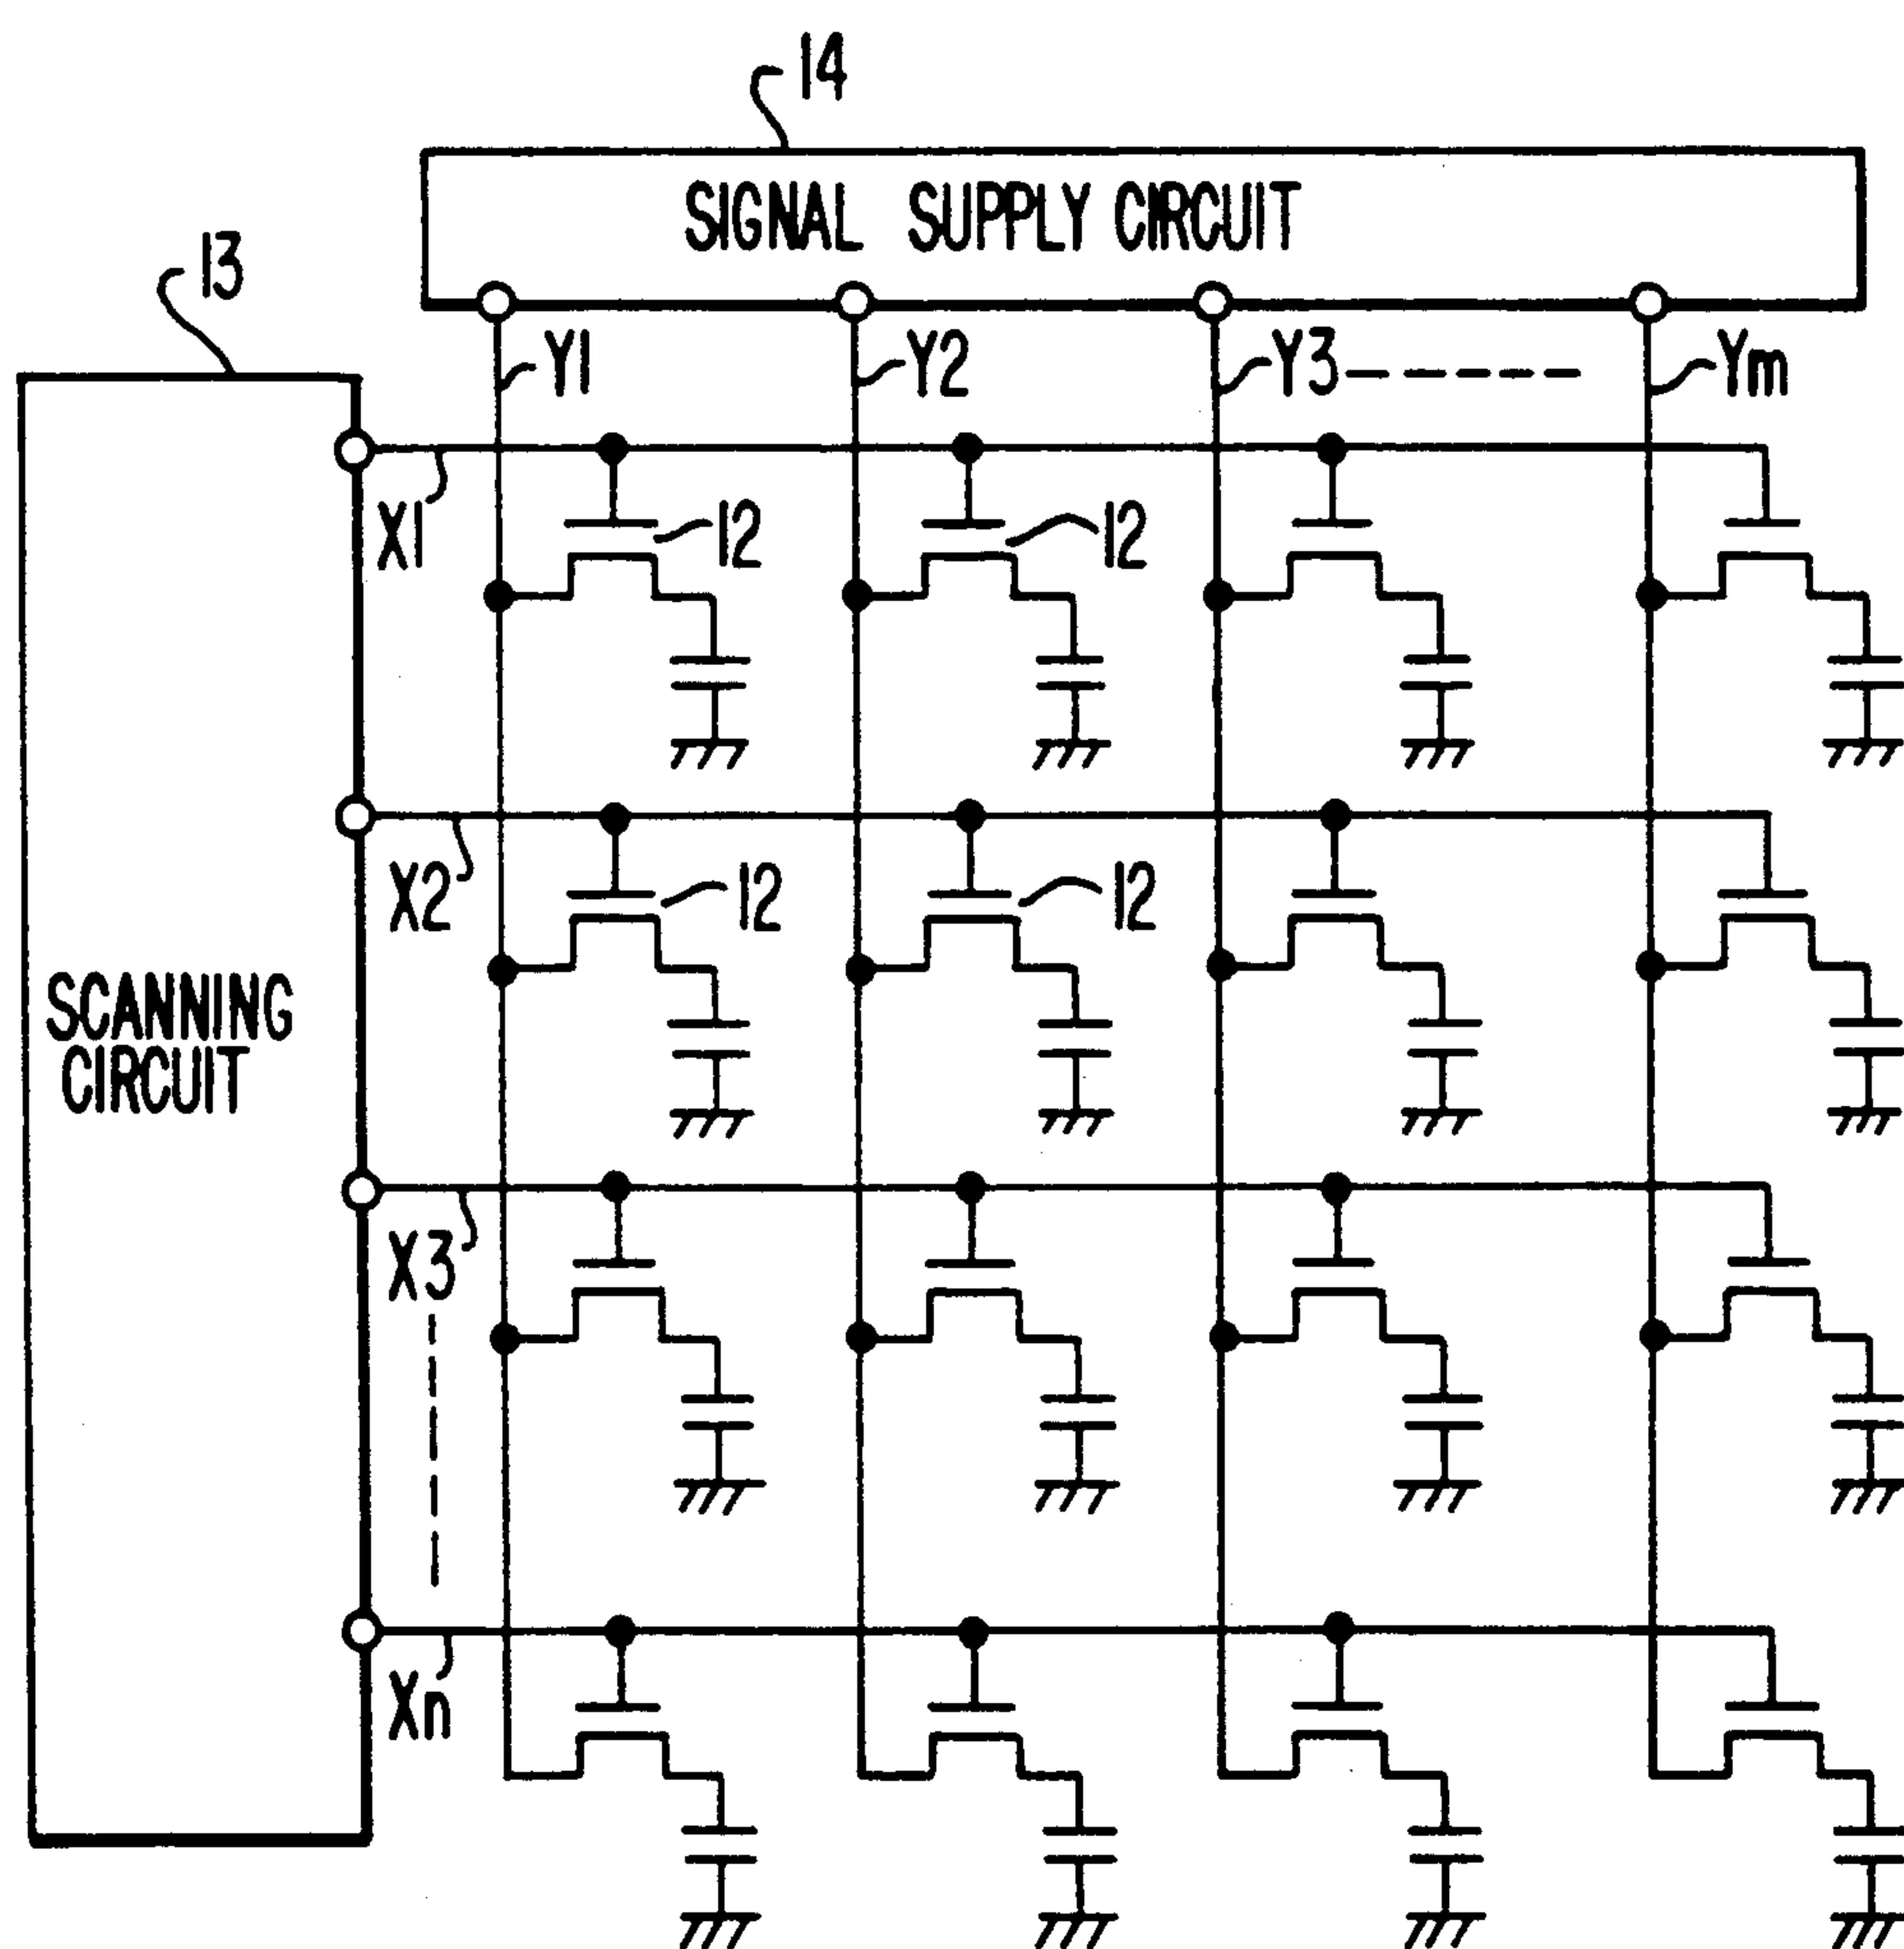 14
SIGNAL SUPPLY CIRCUIT
13
Y1 Y2 Y3 Ym
X1 12 12
X2 12 12
SCANNING
CIRCUIT
X3
Xn